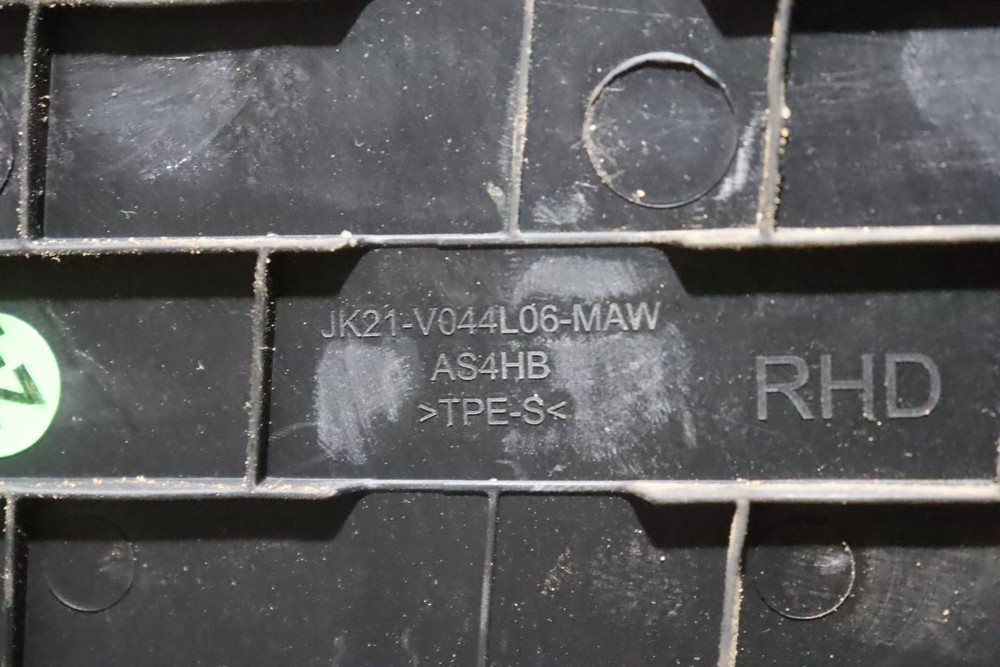 JK21-V044L06-MAW
AS4HB
>TPE-S<
RHD